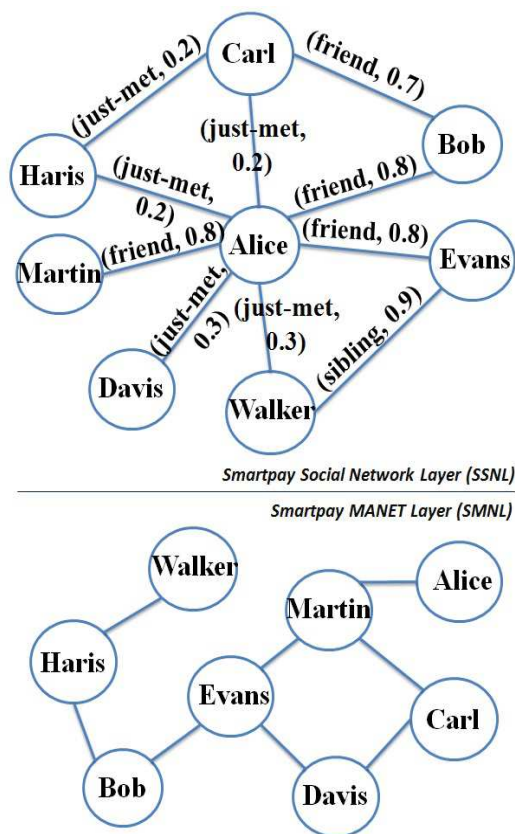 Carl
(just-met, 0.2)
(friend, 0.7)
(just-met,
0.2)
Bob
Haris
(just-met,
0.2)
(friend, 0.8)
Martin
(friend, 0.8)
Alice
(friend, 0.8)
Evans
(just-met,
0.3)
(just-met,
0.3)
(sibling, 0.9)
Davis
Walker
Smartpay Social Network Layer (SSNL)
Smartpay MANET Layer (SMNL)
Walker
Alice
Martin
Haris
Evans
Carl
Bob
Davis